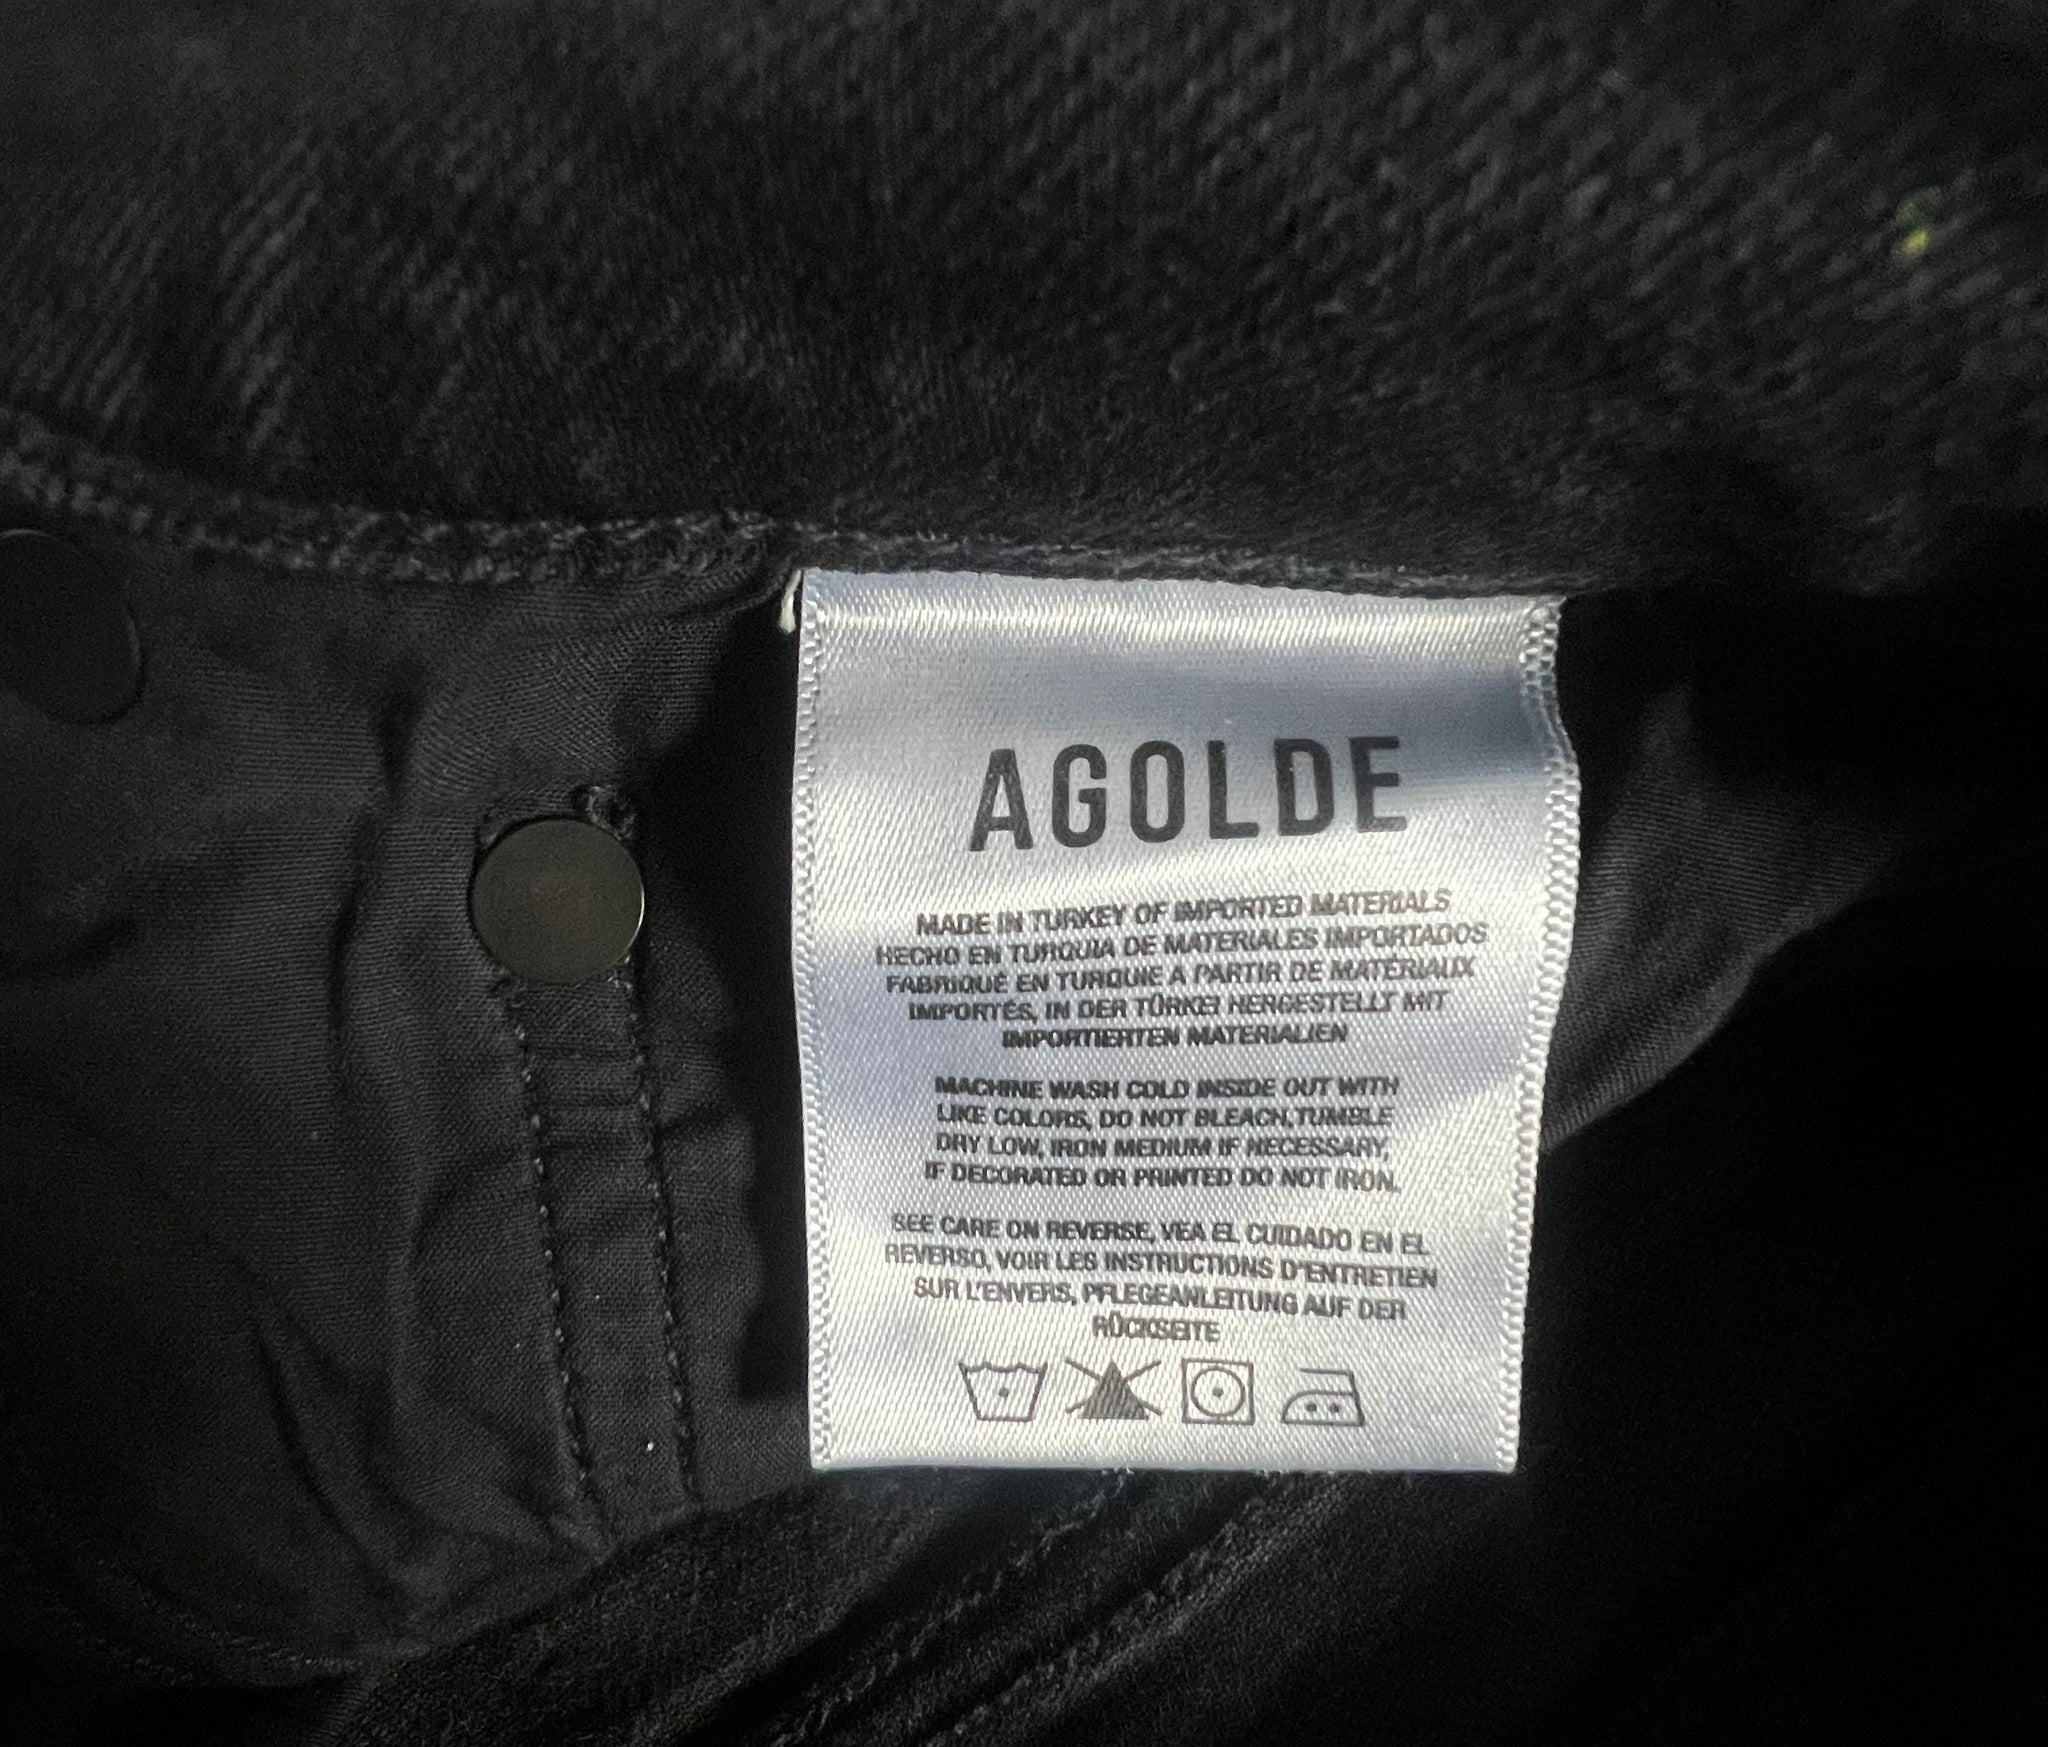 AGOLDE
MADE IN TURKEY OF IMPORTED MATERIALS
HECHO EN TURQUIA DE MATERIALES IMPORTADOS
FABRIQUÉ EN TURQUIE A PARTIR DE MATÉRIAUX
IMPORTÉS, IN DER TÜRKEI HERGESTELLT MIT
IMPORTIERTEN MATERIALIEN
MACHINE WASH COLD INSIDE OUT WITH
LIKE COLORS, DO NOT BLEACH, TUMBLE
DRY LOW, IRON MEDIUM IF NECESSARY,
IF DECORATED OR PRINTED DO NOT IRON.
SEE CARE ON REVERSE, VEA EL CUIDADO EN EL
REVERSO, VOIR LES INSTRUCTIONS D'ENTRETIEN
SUR L'ENVERS, PFLEGEANLEITUNG AUF DER
RÜCKSEITE